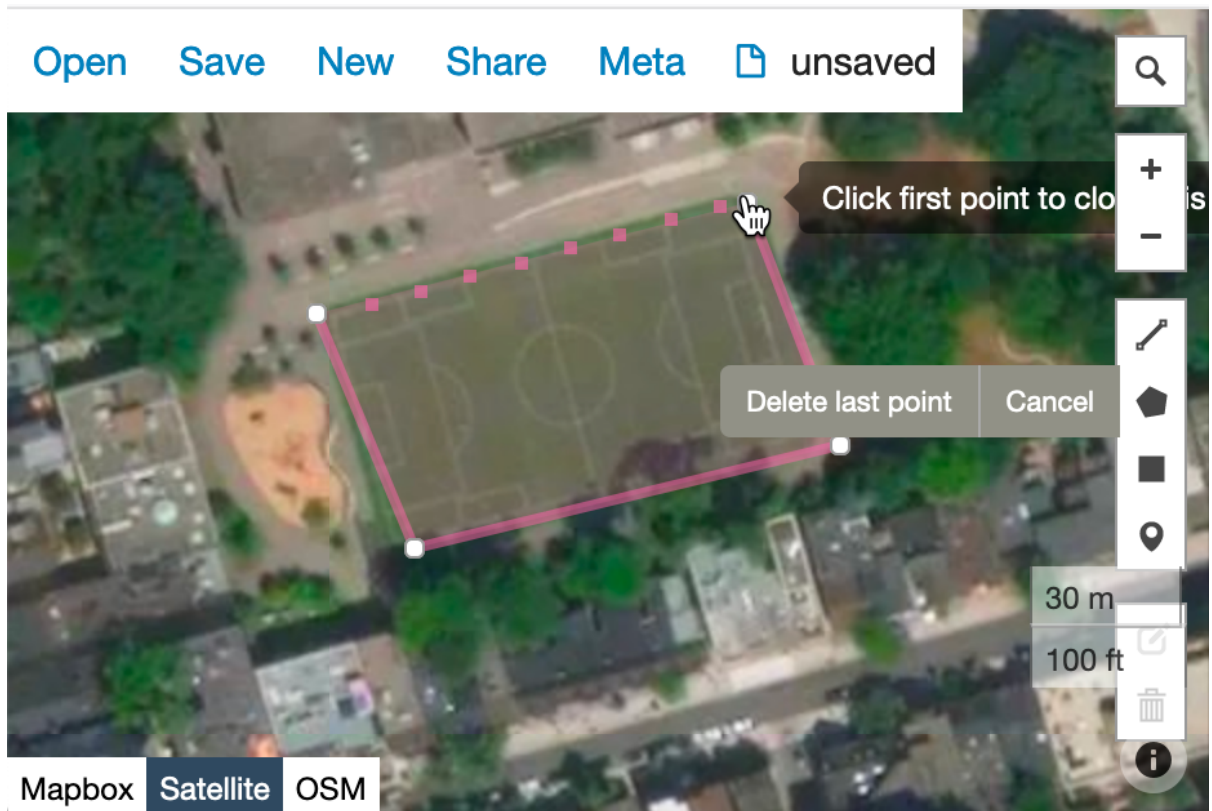 Open Save New Share Meta unsaved
Click first point to clo is
Delete last point Cancel
30 m
100 ft
Mapbox Satellite OSM